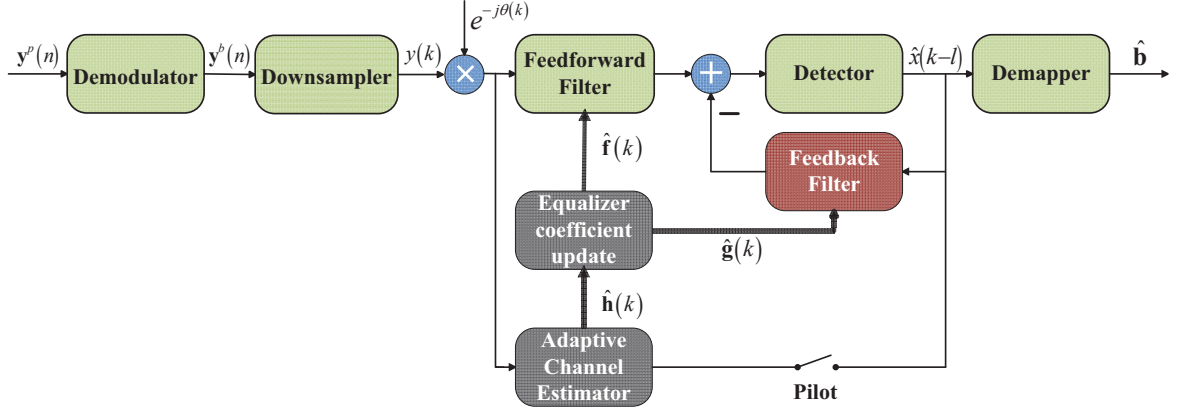 e^{-jθ(k)}
y^p(n)
Demodulator
y^b(n)
Downsampler
y(k)
×
Feedforward
Filter
+
−
Detector
x̂(k−l)
Demapper
b̂
f̂(k)
Feedback
Filter
Equalizer
coefficient
update
ĝ(k)
ĥ(k)
Adaptive
Channel
Estimator
Pilot